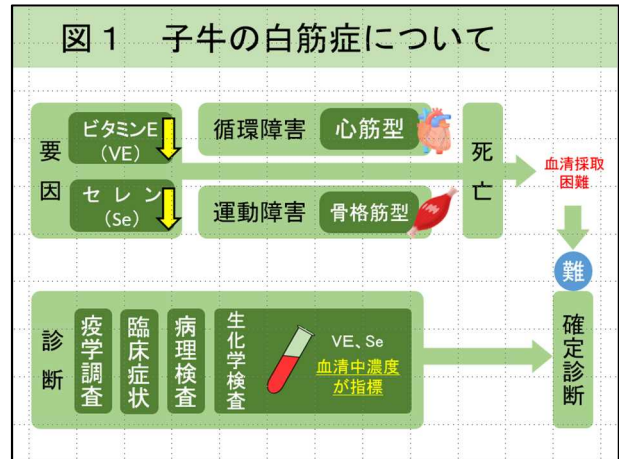 図１　子牛の白筋症について
要因
ビタミンE
（VE）
セレン
（Se）
循環障害
心筋型
運動障害
骨格筋型
死亡
血清採取
困難
難
確定診断
診断
疫学調査
臨床症状
病理検査
生化学検査
VE、Se
血清中濃度
が指標